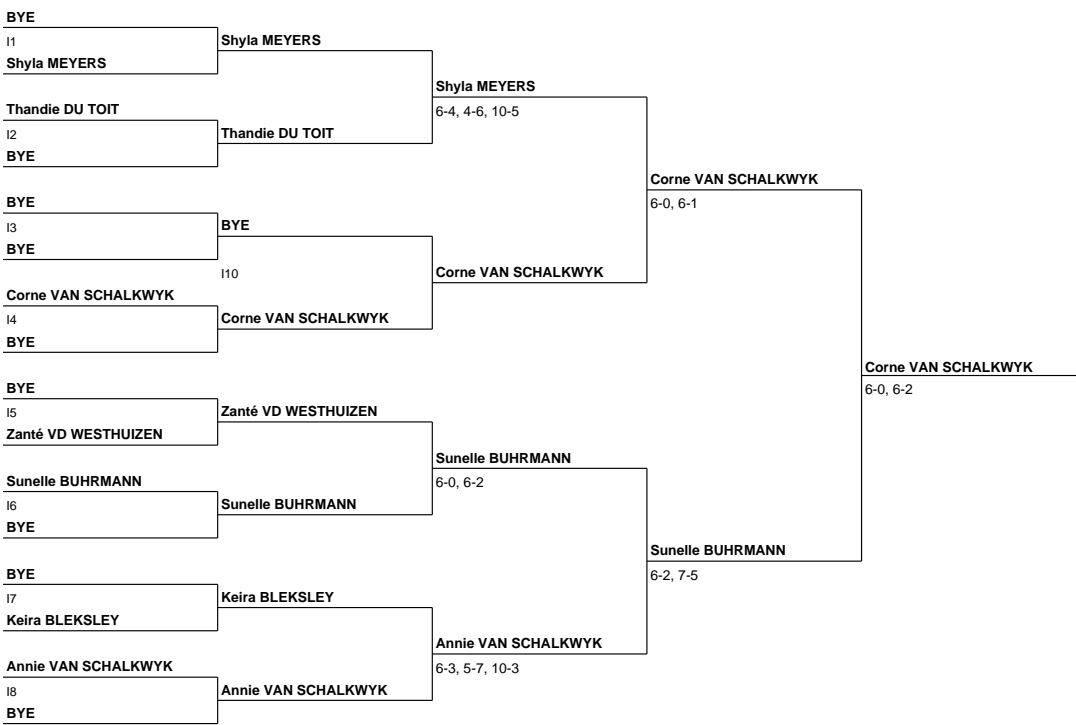 BYE
I1
Shyla MEYERS
Thandie DU TOIT
I2
BYE
BYE
I3
BYE
Corne VAN SCHALKWYK
I4
BYE
BYE
I5
Zanté VD WESTHUIZEN
Sunelle BUHRMANN
I6
BYE
BYE
I7
Keira BLEKSLEY
Annie VAN SCHALKWYK
I8
BYE
Shyla MEYERS
Thandie DU TOIT
BYE
I10
Corne VAN SCHALKWYK
Zanté VD WESTHUIZEN
Sunelle BUHRMANN
Keira BLEKSLEY
Annie VAN SCHALKWYK
Shyla MEYERS
6-4, 4-6, 10-5
Corne VAN SCHALKWYK
Sunelle BUHRMANN
6-0, 6-2
Annie VAN SCHALKWYK
6-3, 5-7, 10-3
Corne VAN SCHALKWYK
6-0, 6-1
Sunelle BUHRMANN
6-2, 7-5
Corne VAN SCHALKWYK
6-0, 6-2